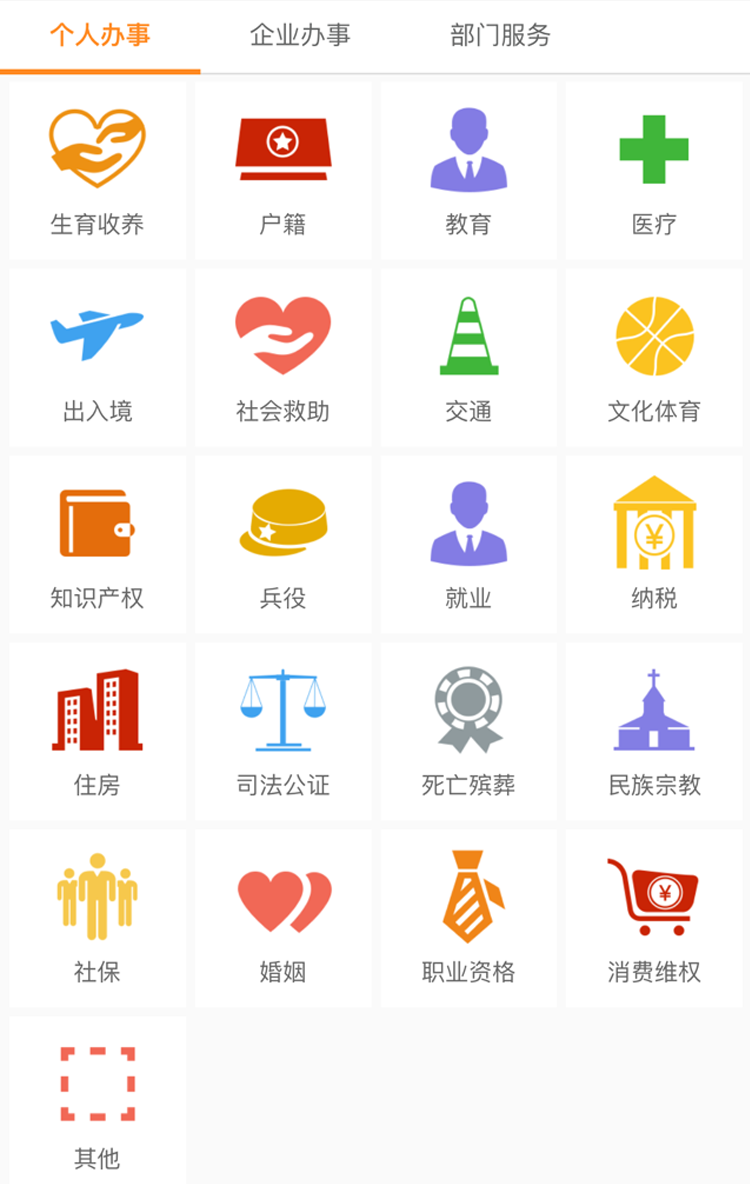 个人办事 企业办事 部门服务
生育收养 户籍 教育 医疗
出入境 社会救助 交通 文化体育
知识产权 兵役 就业 纳税
住房 司法公证 死亡殡葬 民族宗教
社保 婚姻 职业资格 消费维权
其他